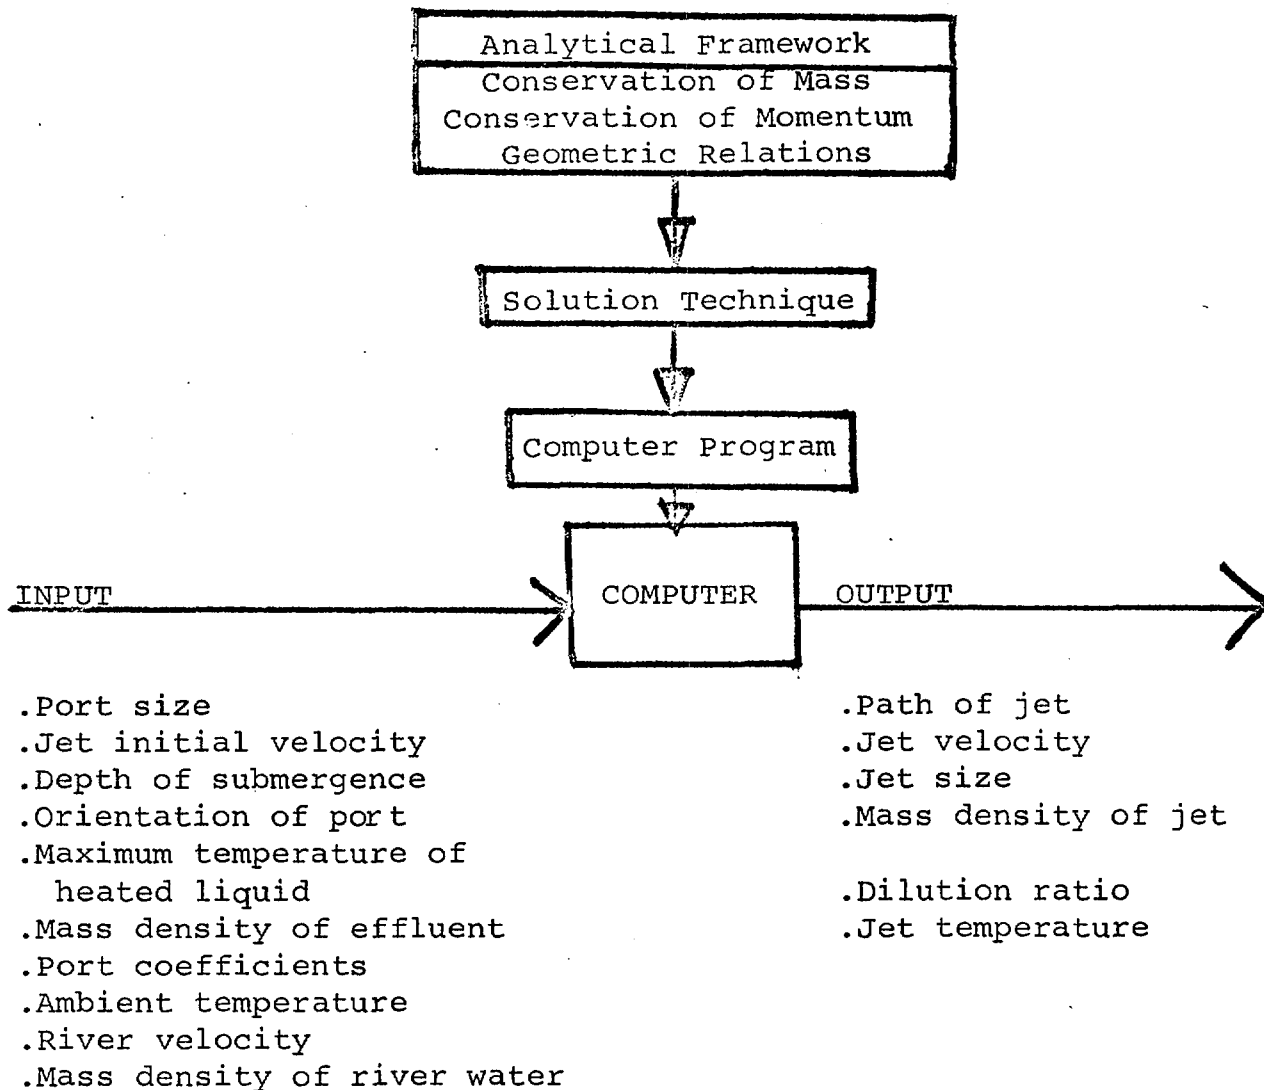 Analytical Framework
Conservation of Mass
Conservation of Momentum
Geometric Relations
Solution Technique
Computer Program
INPUT
COMPUTER
OUTPUT
.Port size
.Jet initial velocity
.Depth of submergence
.Orientation of port
.Maximum temperature of
heated liquid
.Mass density of effluent
.Port coefficients
.Ambient temperature
.River velocity
.Mass density of river water
.Path of jet
.Jet velocity
.Jet size
.Mass density of jet
.Dilution ratio
.Jet temperature